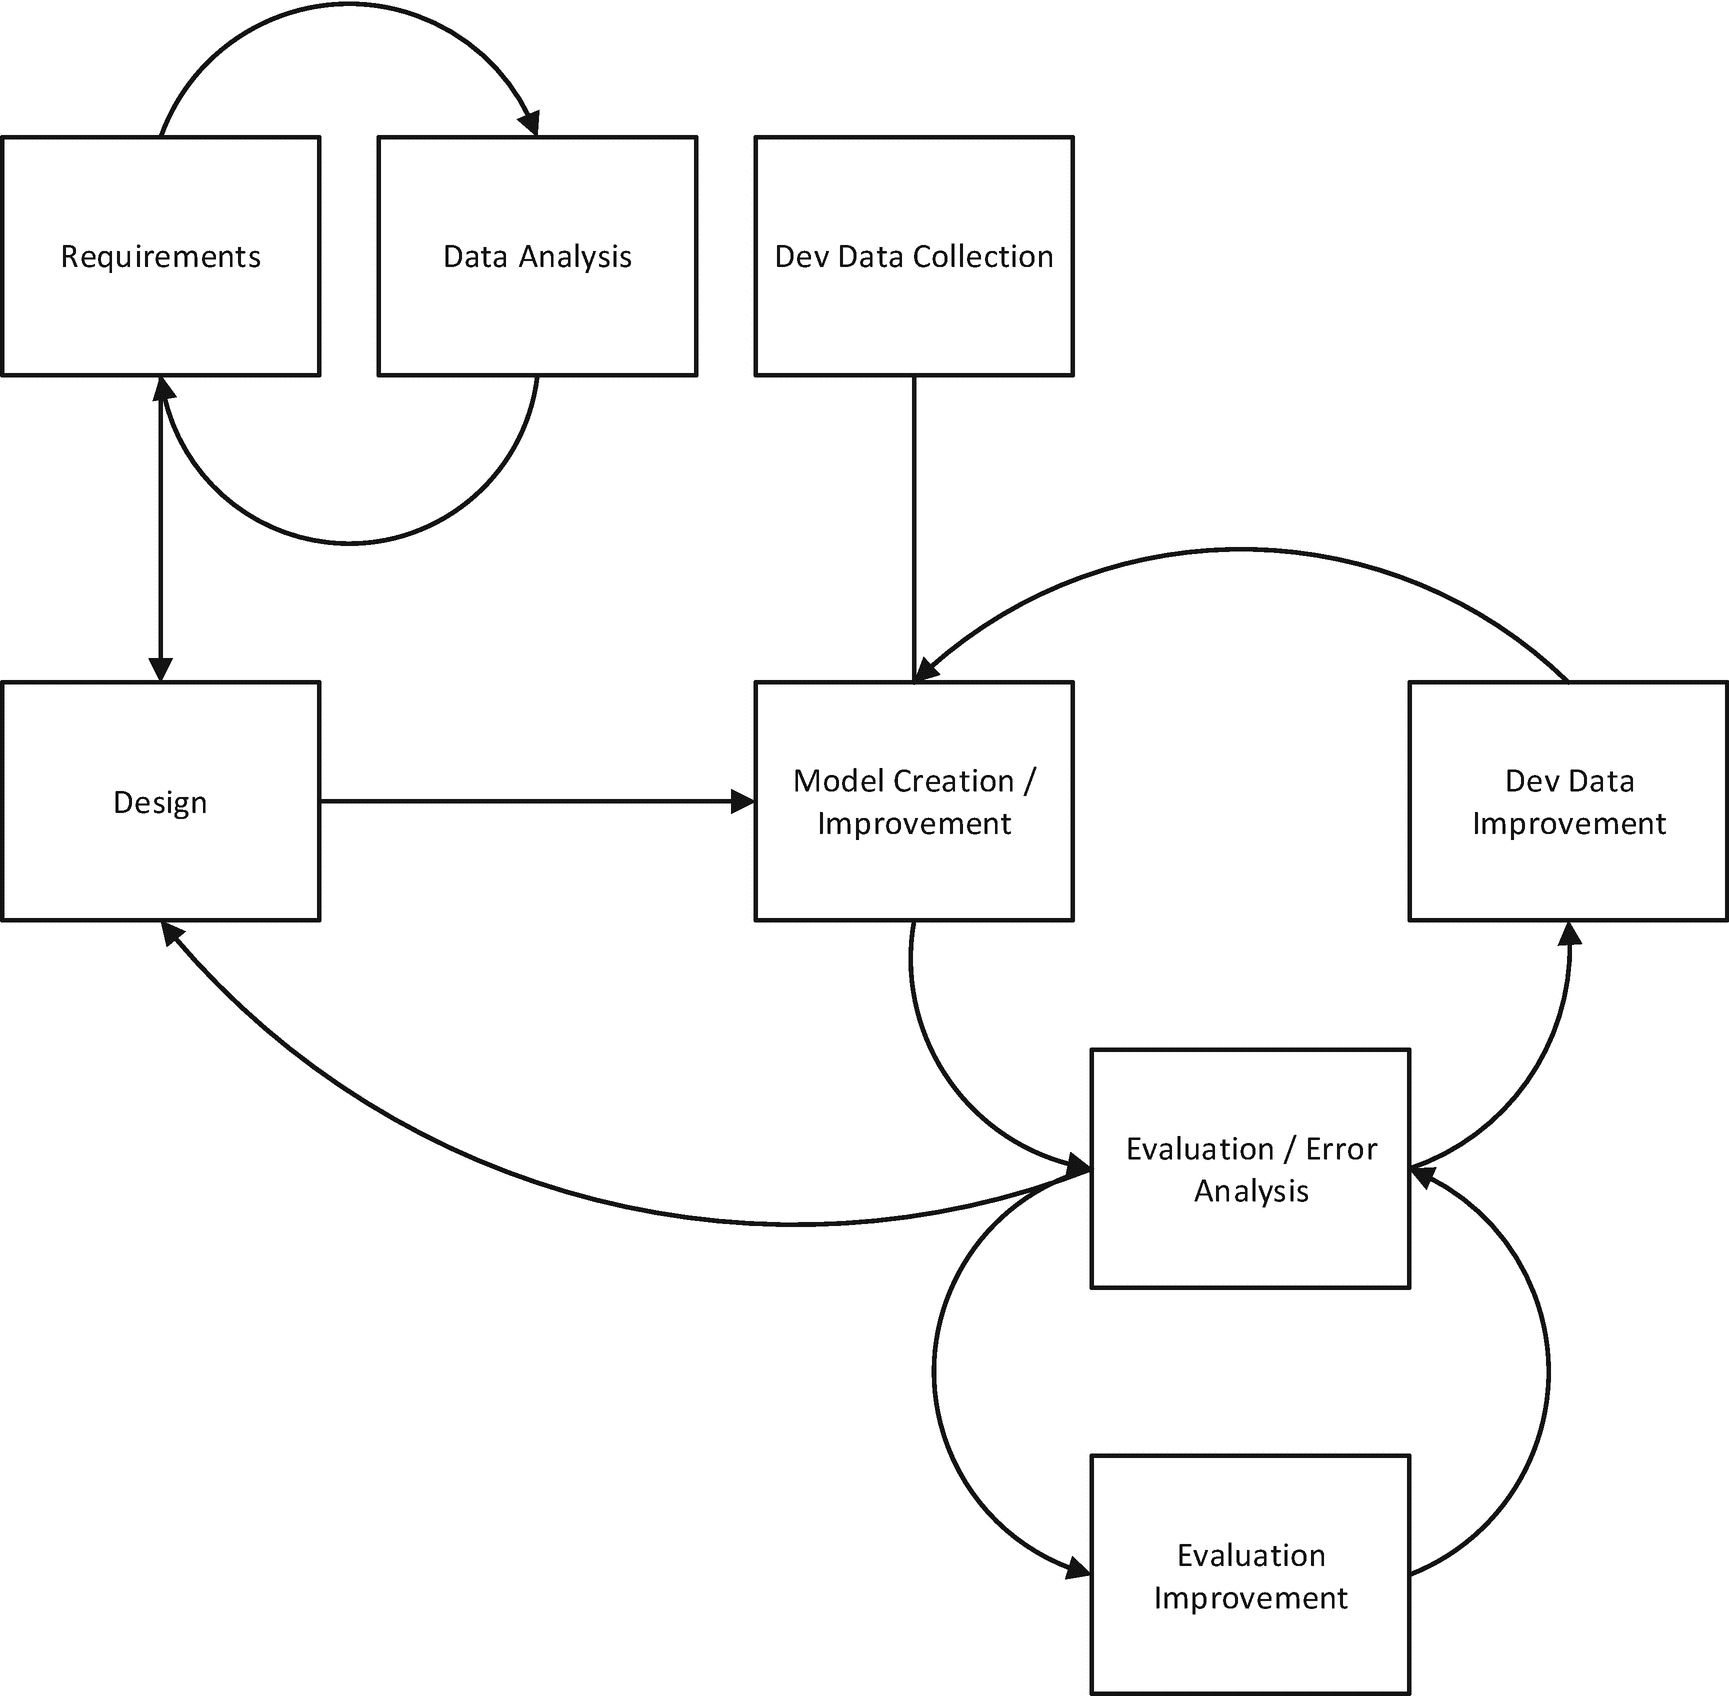 Requirements
Data Analysis
Dev Data Collection
Design
Model Creation /
Improvement
Dev Data
Improvement
Evaluation / Error
Analysis
Evaluation
Improvement